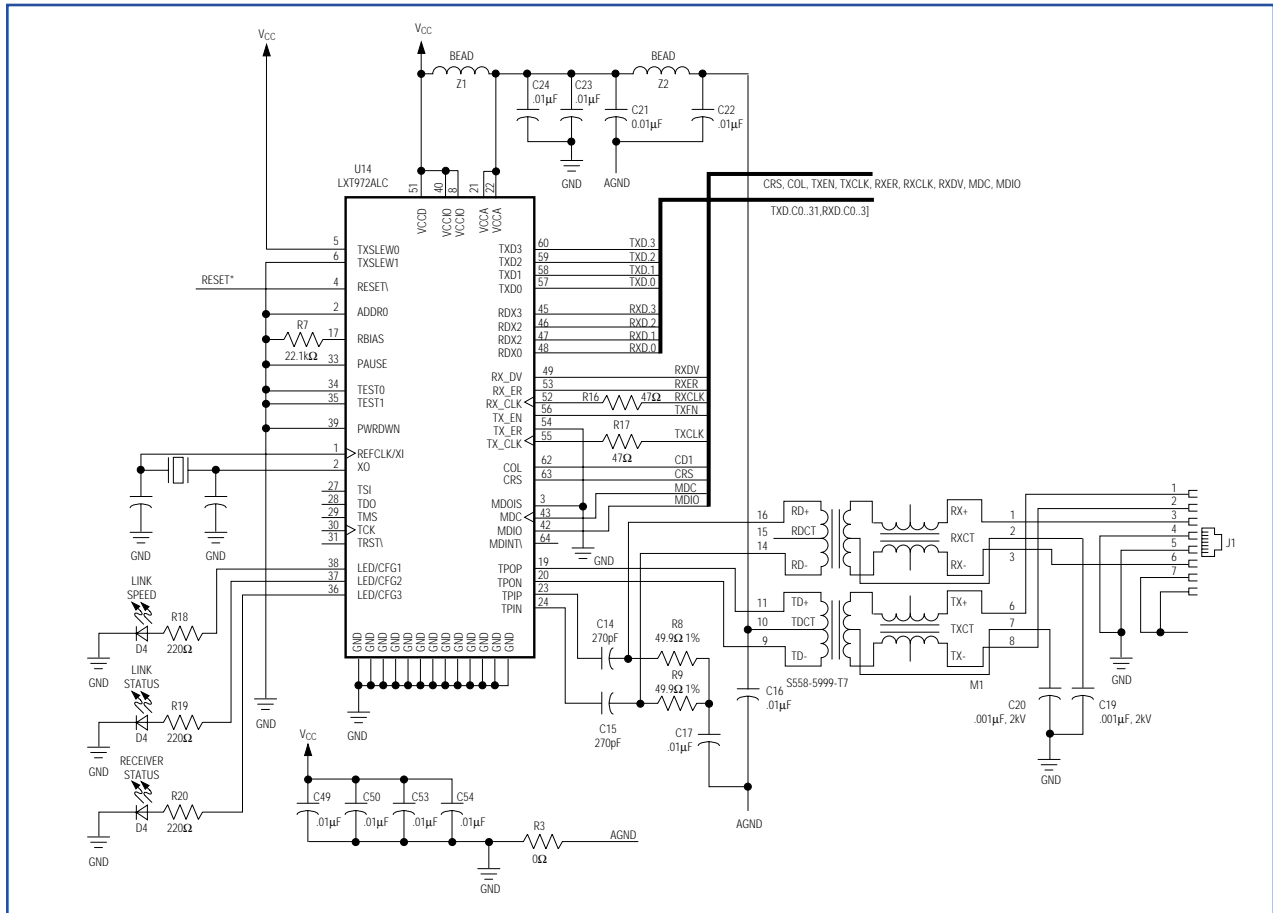 VCC
VCC
BEAD
Z1
BEAD
Z2
C24
.01µF
C23
.01µF
C21
0.01µF
C22
.01µF
GND
AGND
U14
LXT972ALC
51
40
8
21
22
VCCD
VCCIO
VCCIO
VCCA
VCCA
CRS, COL, TXEN, TXCLK, RXER, RXCLK, RXDV, MDC, MDIO
TXD.C0..31,RXD.C0..3]
5 TXSLEW0
6 TXSLEW1
RESET* 4 RESET\
2 ADDR0
R7
22.1kΩ
17 RBIAS
33 PAUSE
34 TEST0
35 TEST1
39 PWRDWN
1 REFCLK/XI
2 XO
27 TSI
28 TDO
29 TMS
30 TCK
31 TRST\
GND
GND
38 LED/CFG1
37 LED/CFG2
36 LED/CFG3
TXD3 60 TXD.3
TXD2 59 TXD.2
TXD1 58 TXD.1
TXD0 57 TXD.0
RDX3 45 RXD.3
RDX2 46 RXD.2
RDX2 47 RXD.1
RDX0 48 RXD.0
RX_DV 49 RXDV
RX_ER 53 RXER
RX_CLK 52 R16 47Ω RXCLK
TX_EN 56 TXFN
TX_ER 54
TX_CLK 55 R17 47Ω TXCLK
COL 62 CD1
CRS 63 CRS
MDC
MDIO
MDOIS 3
MDC 43
MDIO 42
MDINT\ 64
GND
TPOP 19
TPON 20
TPIP 23
TPIN 24
GND GND GND GND GND GND GND GND GND GND GND
GND
LINK
SPEED
D4
R18
220Ω
GND
LINK
STATUS
D4
R19
220Ω
GND
RECEIVER
STATUS
D4
R20
220Ω
GND
GND
C14
270pF
R8
49.9Ω 1%
R9
49.9Ω 1%
C15
270pF
C17
.01µF
C16
.01µF
AGND
16 RD+
15 RDCT
14 RD-
RX+ 1
RXCT 2
RX- 3
11 TD+
10 TDCT
9 TD-
TX+ 6
TXCT 7
TX- 8
S558-5999-T7
M1
1
2
3
4
5
6
7
J1
GND
C20
.001µF, 2kV
C19
.001µF, 2kV
GND
VCC
C49
.01µF
C50
.01µF
C53
.01µF
C54
.01µF
R3
0Ω
AGND
GND